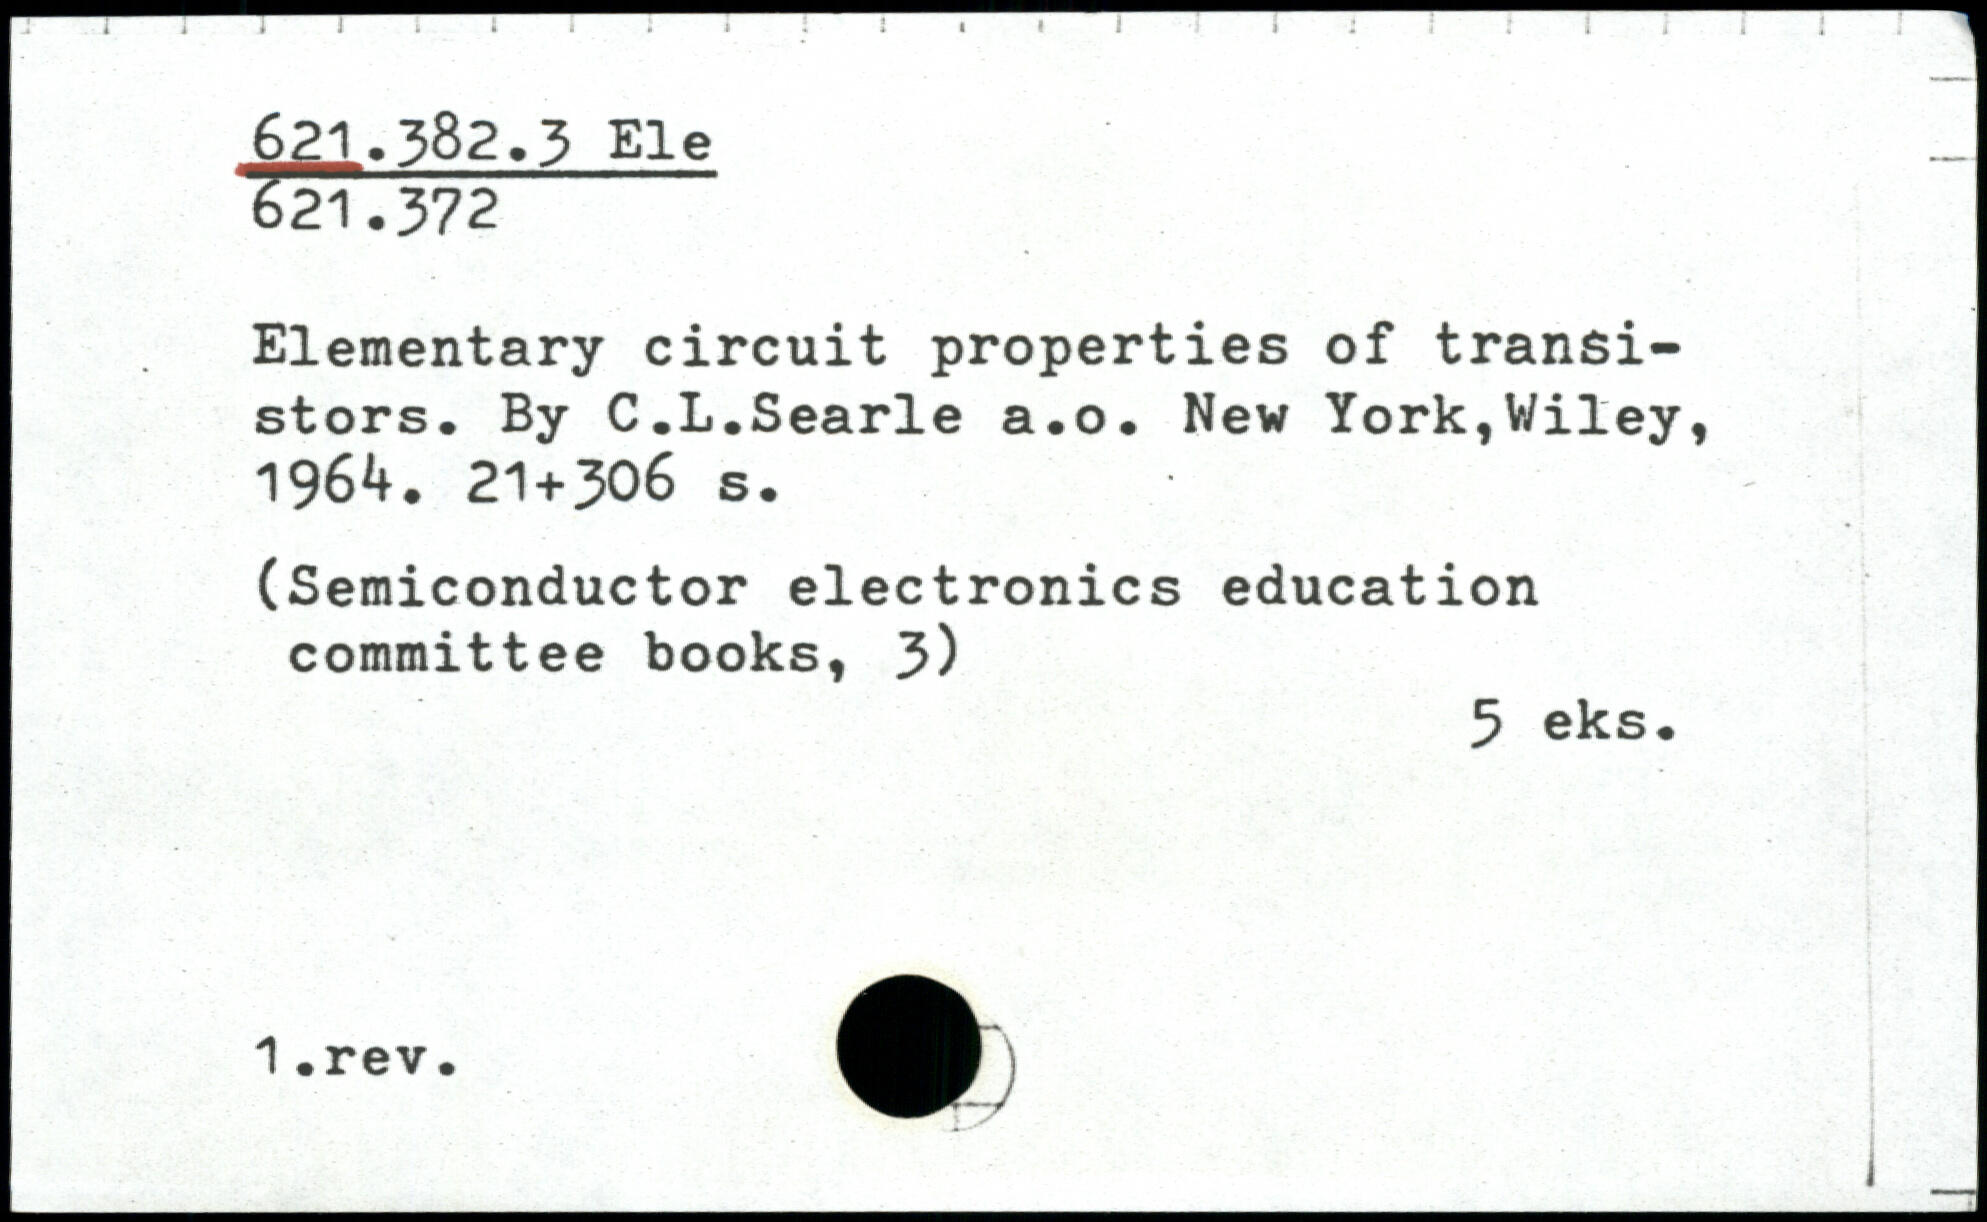 621.382.3 Ele
621.372
Elementary circuit properties of transi-
stors. By C.L.Searle a.o. New York,Wiley,
1964. 21+306 s.
(Semiconductor electronics education
committee books, 3)
5 eks.
1.rev.